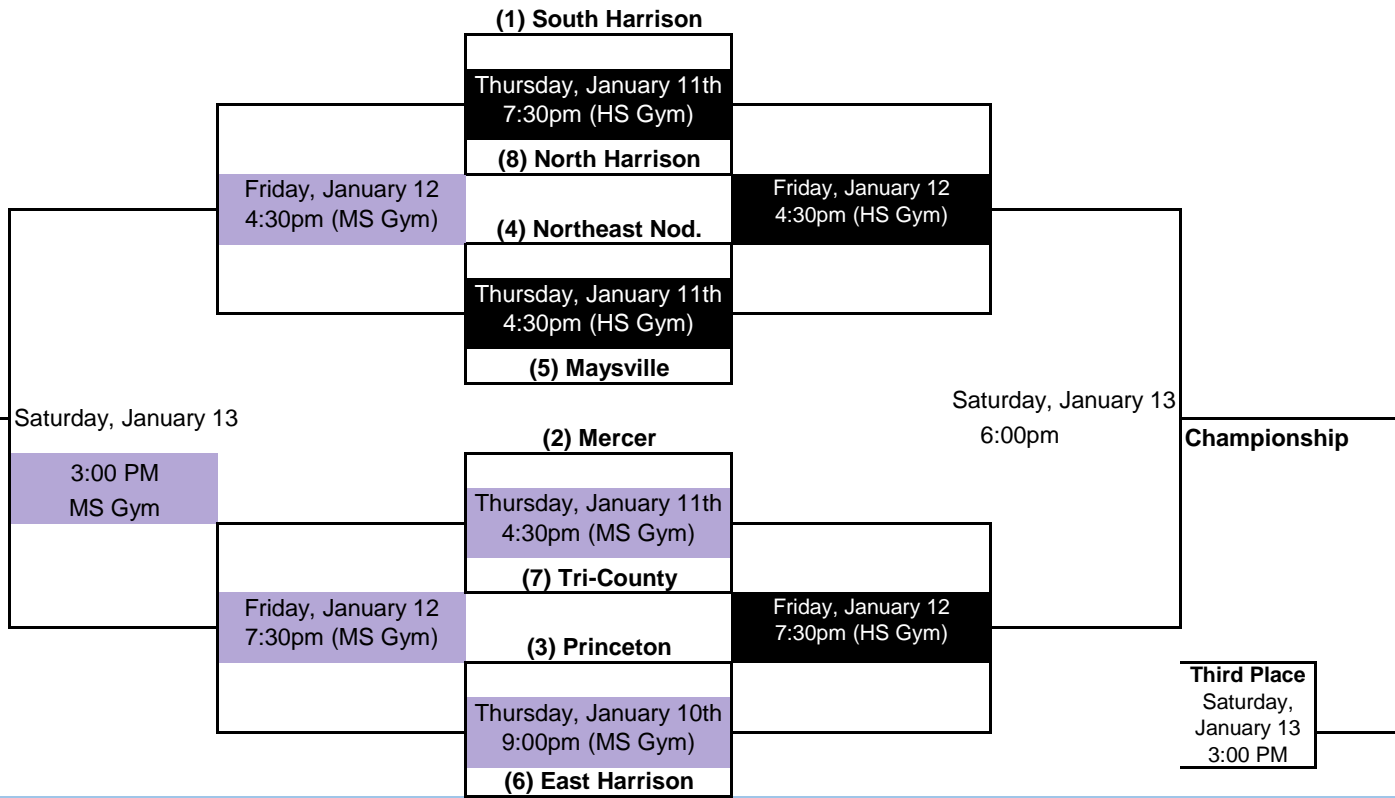 (1) South Harrison
Thursday, January 11th
7:30pm (HS Gym)
(8) North Harrison
Friday, January 12
4:30pm (MS Gym)
Friday, January 12
4:30pm (HS Gym)
(4) Northeast Nod.
Thursday, January 11th
4:30pm (HS Gym)
(5) Maysville
Saturday, January 13
3:00 PM
MS Gym
Saturday, January 13
6:00pm
Championship
(2) Mercer
Thursday, January 11th
4:30pm (MS Gym)
(7) Tri-County
Friday, January 12
7:30pm (MS Gym)
Friday, January 12
7:30pm (HS Gym)
(3) Princeton
Thursday, January 10th
9:00pm (MS Gym)
(6) East Harrison
Third Place
Saturday,
January 13
3:00 PM